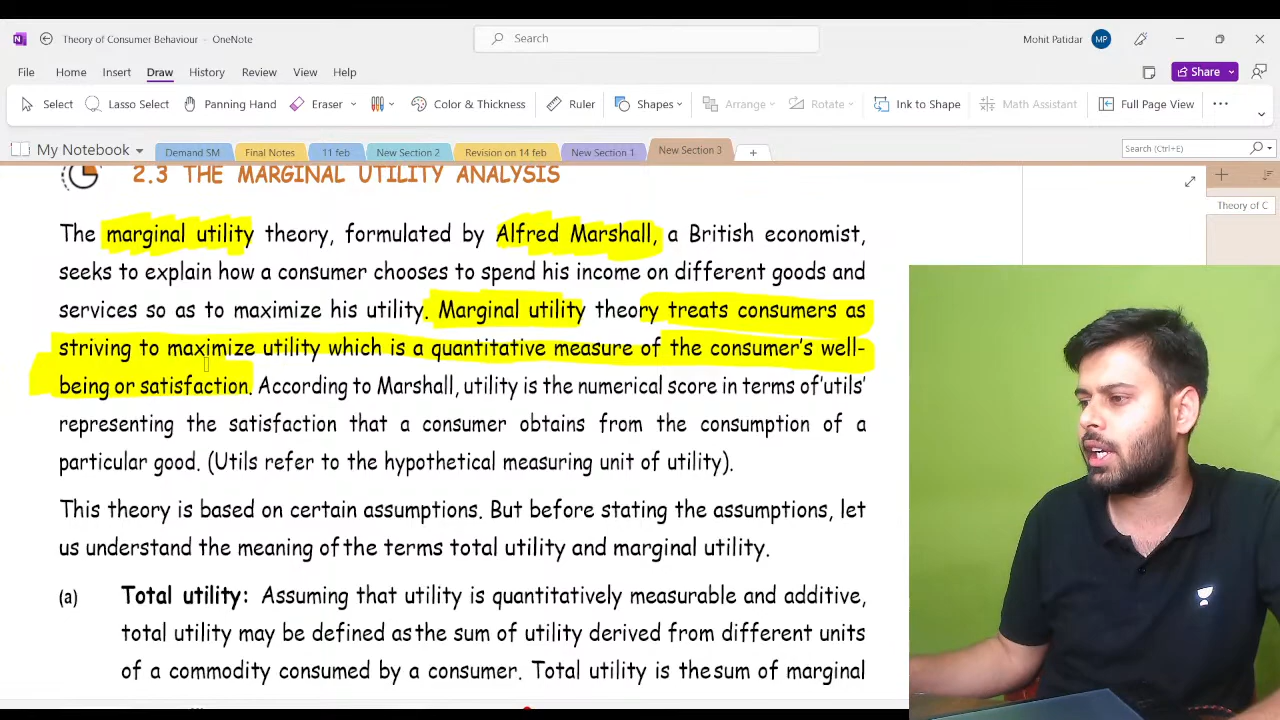 Theory of Consumer Behaviour – OneNote
Search
Mohit Patidar
MP
File Home Insert Draw History Review View Help
Share
Select Lasso Select Panning Hand Eraser Color & Thickness Ruler Shapes Arrange Rotate Ink to Shape Math Assistant Full Page View
My Notebook Demand SM Final Notes 11 feb New Section 2 Revision on 14 feb New Section 1 New Section 3 Search (Ctrl+E)
Theory of C
2.3 THE MARGINAL UTILITY ANALYSIS
The marginal utility theory, formulated by Alfred Marshall, a British economist,
seeks to explain how a consumer chooses to spend his income on different goods and
services so as to maximize his utility. Marginal utility theory treats consumers as
striving to maximize utility which is a quantitative measure of the consumer's well-
being or satisfaction. According to Marshall, utility is the numerical score in terms of'utils'
representing the satisfaction that a consumer obtains from the consumption of a
particular good. (Utils refer to the hypothetical measuring unit of utility).
This theory is based on certain assumptions. But before stating the assumptions, let
us understand the meaning of the terms total utility and marginal utility.
(a) Total utility: Assuming that utility is quantitatively measurable and additive,
total utility may be defined as the sum of utility derived from different units
of a commodity consumed by a consumer. Total utility is the sum of marginal